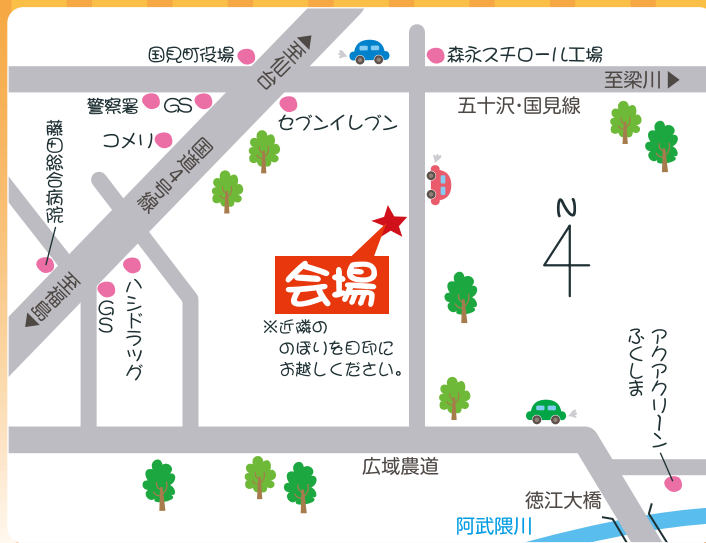 国見町役場
至仙台
森永スチロール工場
至梁川
警察署
GS
セブンイレブン
五十沢・国見線
コメリ
国道4号線
藤田総合病院
N
会場
※近隣の
のぼりを目印に
お越しください。
至福島
GS
ハシドラッグ
アクアクリーン
ふくしま
広域農道
徳江大橋
阿武隈川